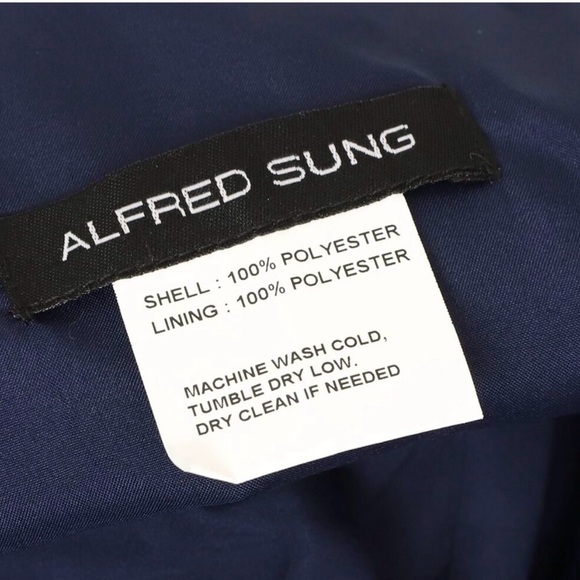 ALFRED SUNG
SHELL : 100% POLYESTER
LINING : 100% POLYESTER
MACHINE WASH COLD,
TUMBLE DRY LOW.
DRY CLEAN IF NEEDED